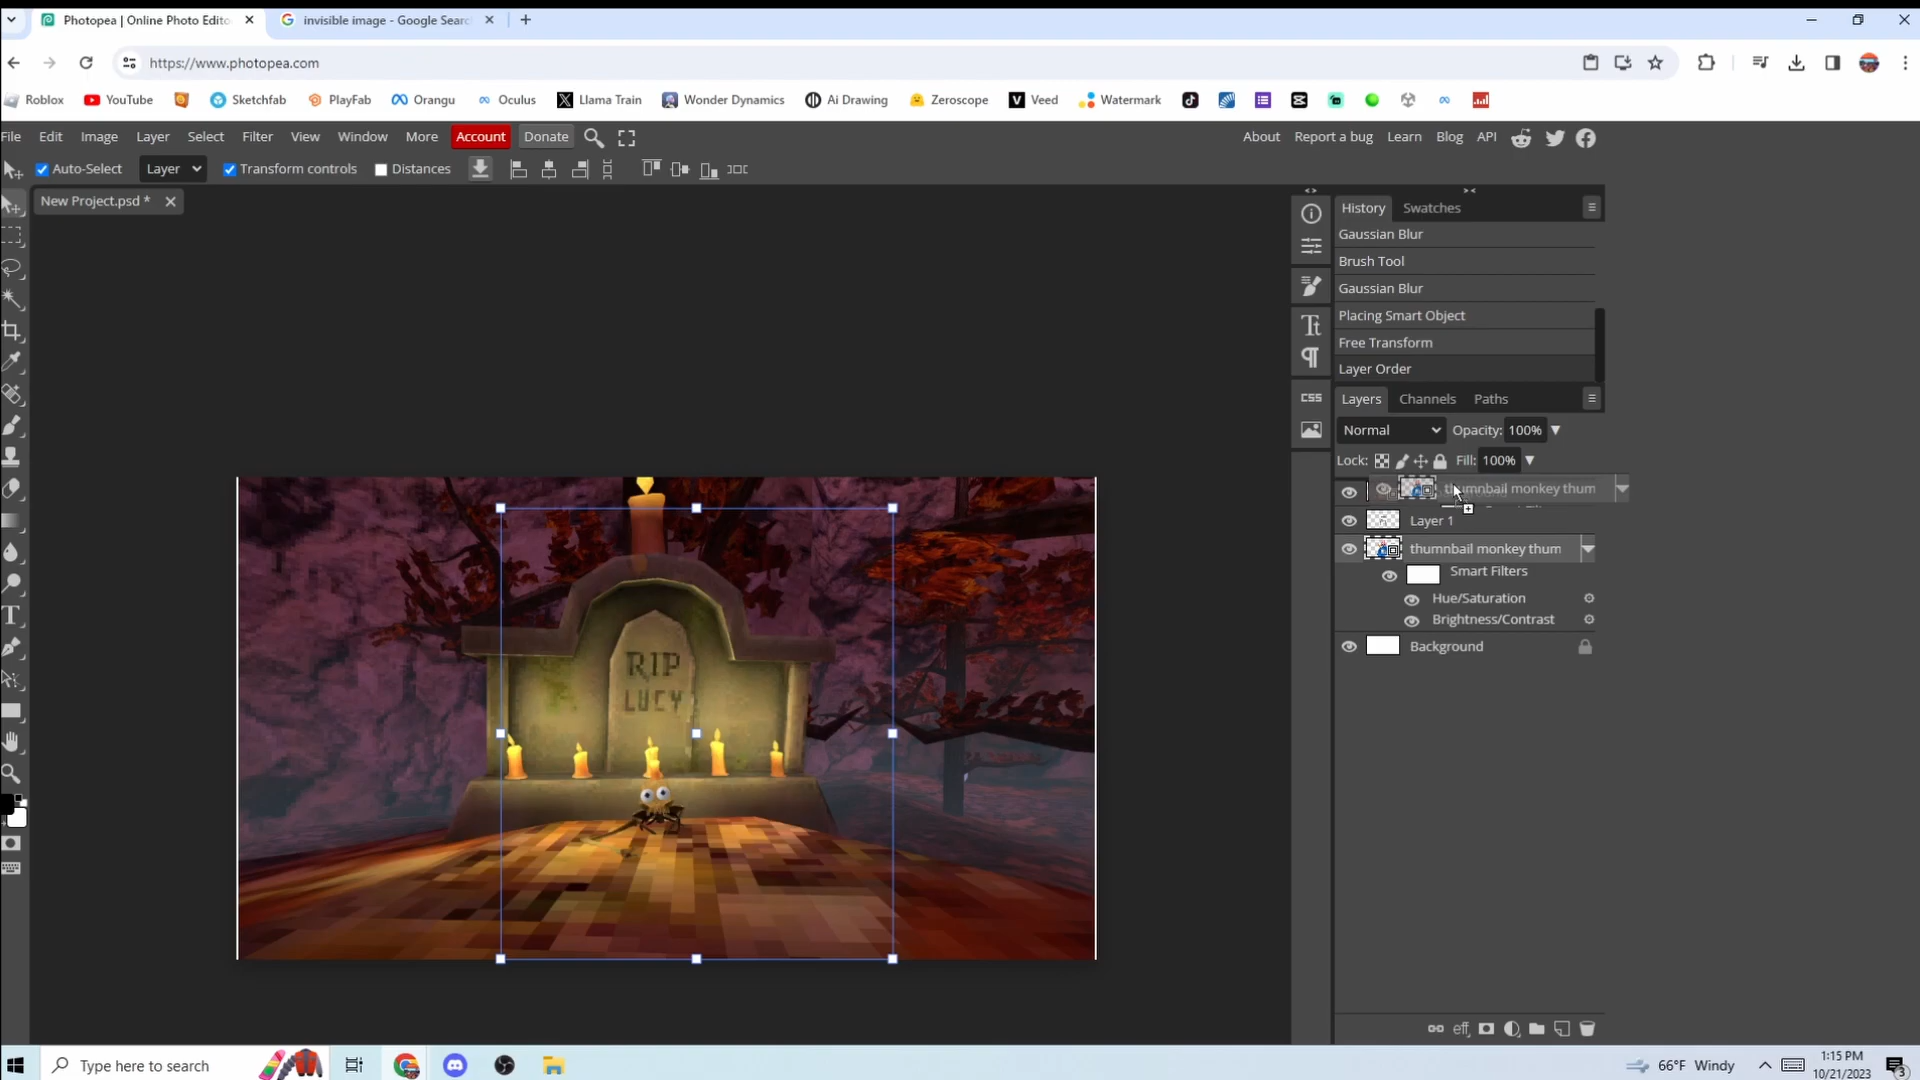 Photopea | Online Photo Edito
invisible image - Google Searc
https://www.photopea.com
Roblox YouTube Sketchfab PlayFab Orangu Oculus Llama Train Wonder Dynamics Ai Drawing Zeroscope Veed Watermark
File Edit Image Layer Select Filter View Window More Account Donate About Report a bug Learn Blog API
Auto-Select Layer Transform controls Distances
New Project.psd *
History Swatches
Gaussian Blur
Brush Tool
Gaussian Blur
Placing Smart Object
Free Transform
Layer Order
CSS
Layers Channels Paths
Normal Opacity: 100%
Lock: Fill: 100%
thumnbail monkey thum
Layer 1
thumnbail monkey thum
Smart Filters
Hue/Saturation
Brightness/Contrast
Background
RIP
LUCY
eff
Type here to search
66°F Windy
1:15 PM
10/21/2023
3